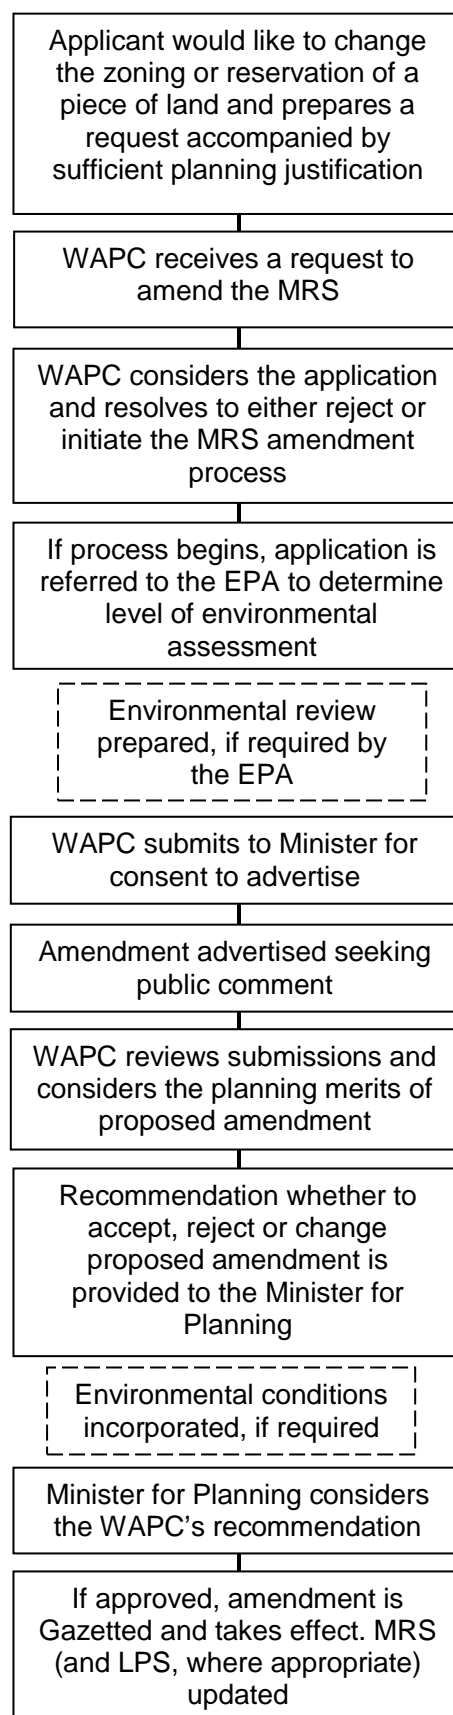 Applicant would like to change
the zoning or reservation of a
piece of land and prepares a
request accompanied by
sufficient planning justification
WAPC receives a request to
amend the MRS
WAPC considers the application
and resolves to either reject or
initiate the MRS amendment
process
If process begins, application is
referred to the EPA to determine
level of environmental
assessment
Environmental review
prepared, if required by
the EPA
WAPC submits to Minister for
consent to advertise
Amendment advertised seeking
public comment
WAPC reviews submissions and
considers the planning merits of
proposed amendment
Recommendation whether to
accept, reject or change
proposed amendment is
provided to the Minister for
Planning
Environmental conditions
incorporated, if required
Minister for Planning considers
the WAPC’s recommendation
If approved, amendment is
Gazetted and takes effect. MRS
(and LPS, where appropriate)
updated